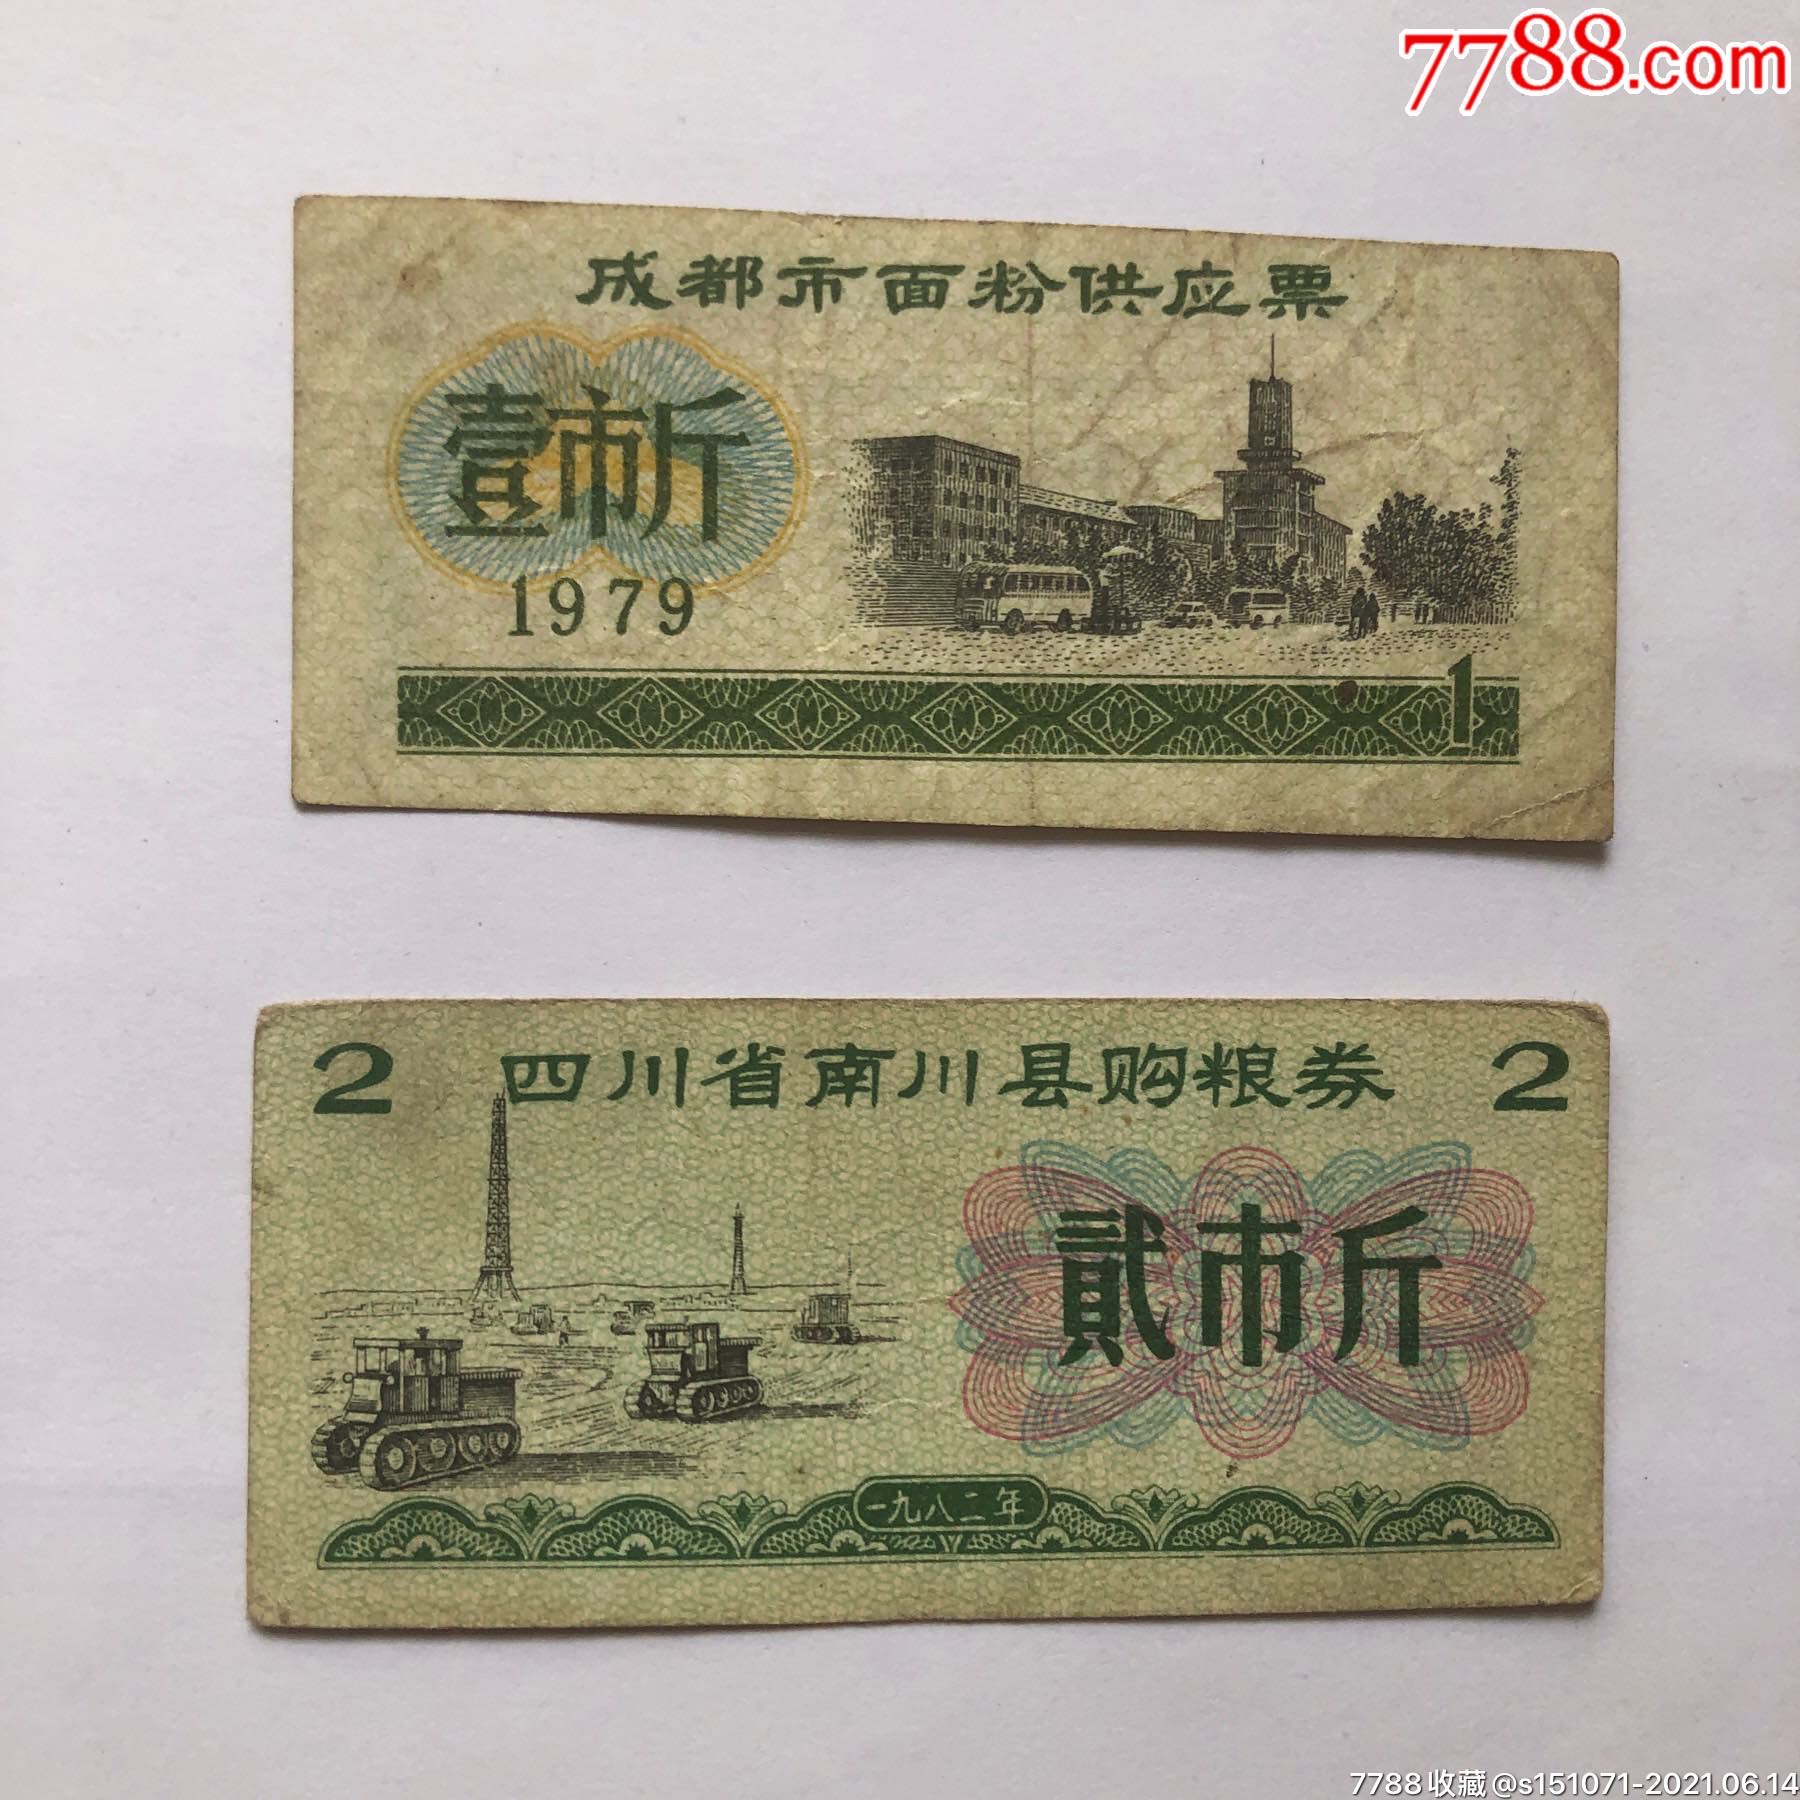 7788.com
成都市面粉供应票
壹市斤
1979
1
2 四川省南川县购粮券 2
贰市斤
一九八二年
7788收藏@s151071-2021.06.14